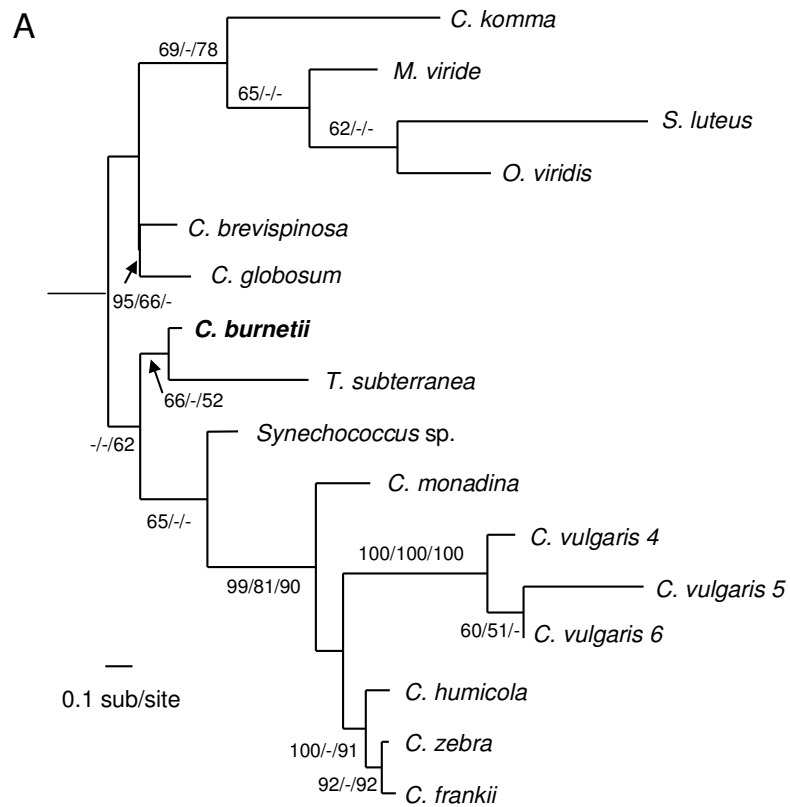 A
C. komma
69/-/78
M. viride
65/-/-
S. luteus
62/-/-
O. viridis
C. brevispinosa
C. globosum
95/66/-
C. burnetii
T. subterranea
66/-/52
Synechococcus sp.
-/-/62
C. monadina
65/-/-
C. vulgaris 4
100/100/100
99/81/90
C. vulgaris 5
60/51/-
C. vulgaris 6
0.1 sub/site
C. humicola
100/-/91
C. zebra
92/-/92
C. frankii